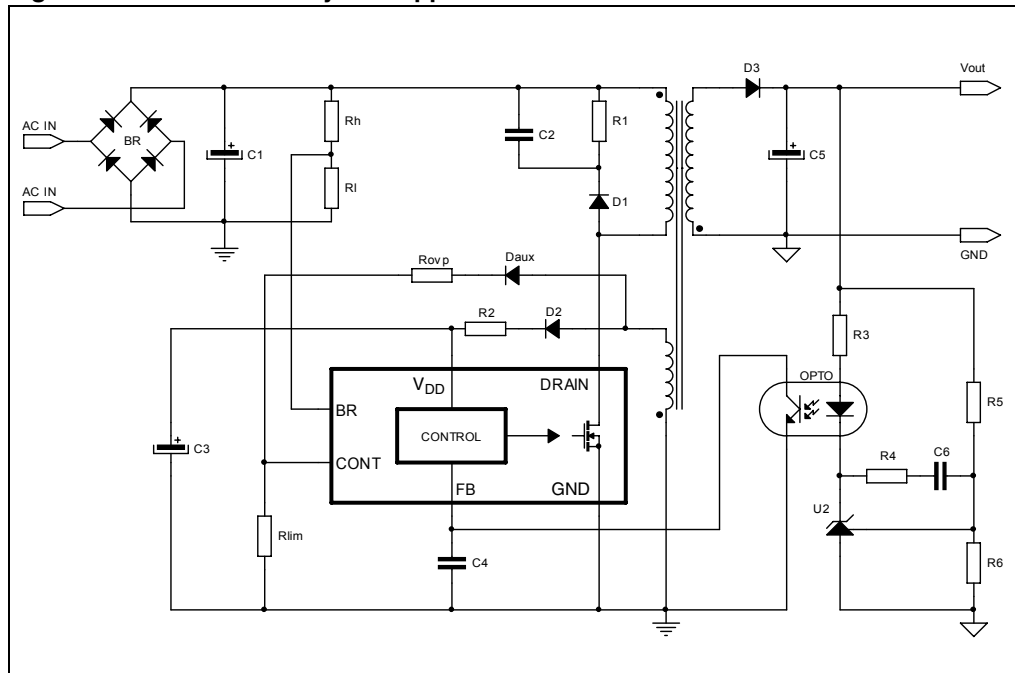 D3
Vout
AC IN
BR
C1
Rh
C2
R1
C5
AC IN
Rl
D1
GND
Rovp
Daux
R2
D2
R3
VDD
DRAIN
OPTO
BR
R5
CONTROL
C3
CONT
R4
C6
FB
GND
U2
Rlim
C4
R6